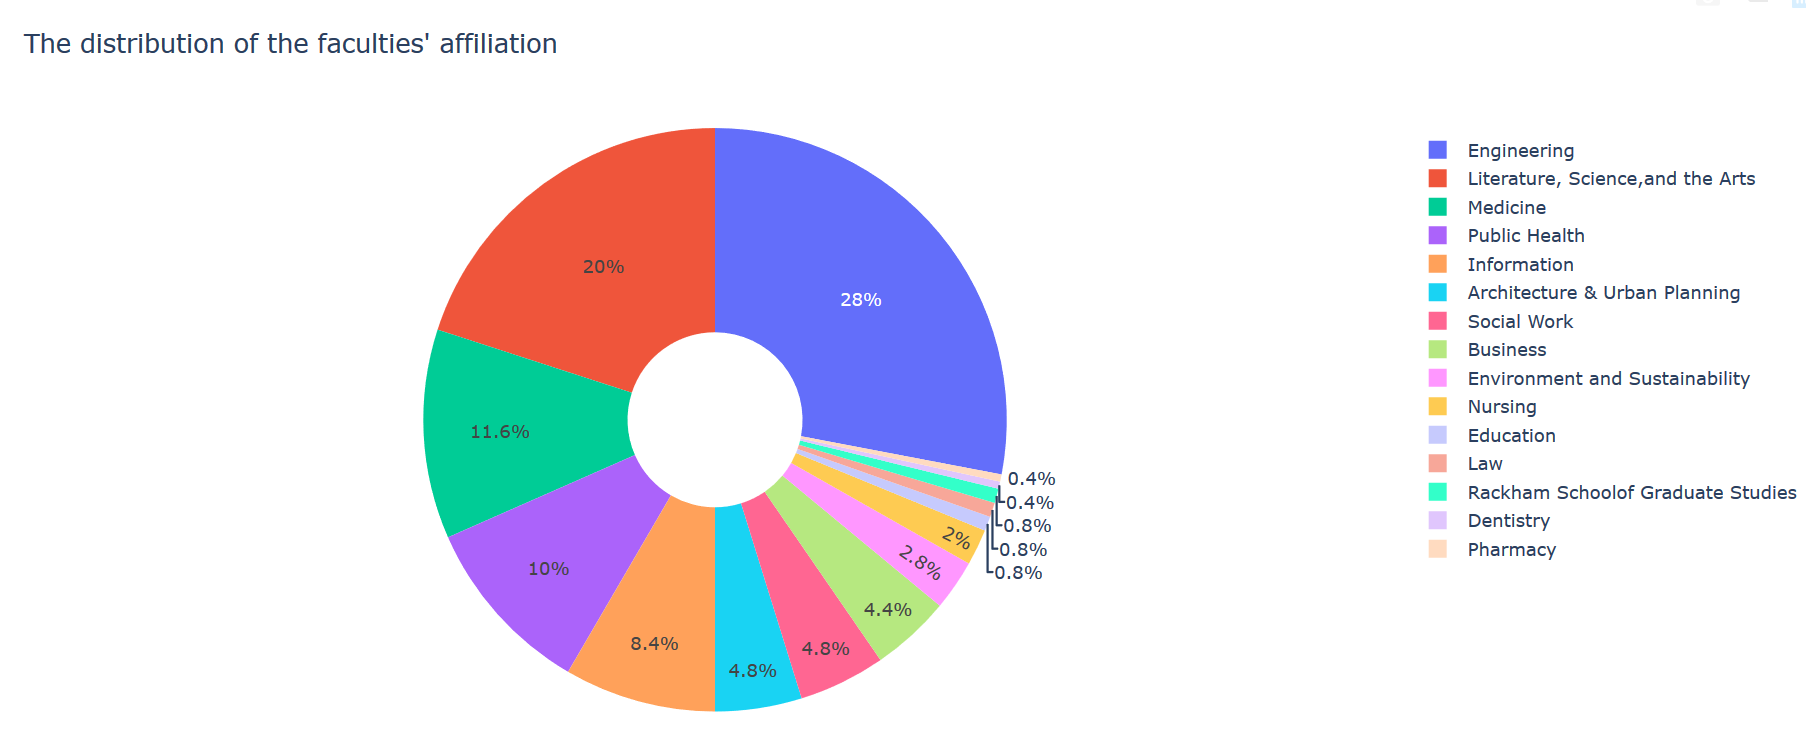 The distribution of the faculties' affiliation
28%
20%
11.6%
10%
8.4%
4.8%
4.8%
4.4%
2.8%
2%
0.8%
0.8%
0.8%
0.4%
0.4%
Engineering
Literature, Science,and the Arts
Medicine
Public Health
Information
Architecture & Urban Planning
Social Work
Business
Environment and Sustainability
Nursing
Education
Law
Rackham Schoolof Graduate Studies
Dentistry
Pharmacy